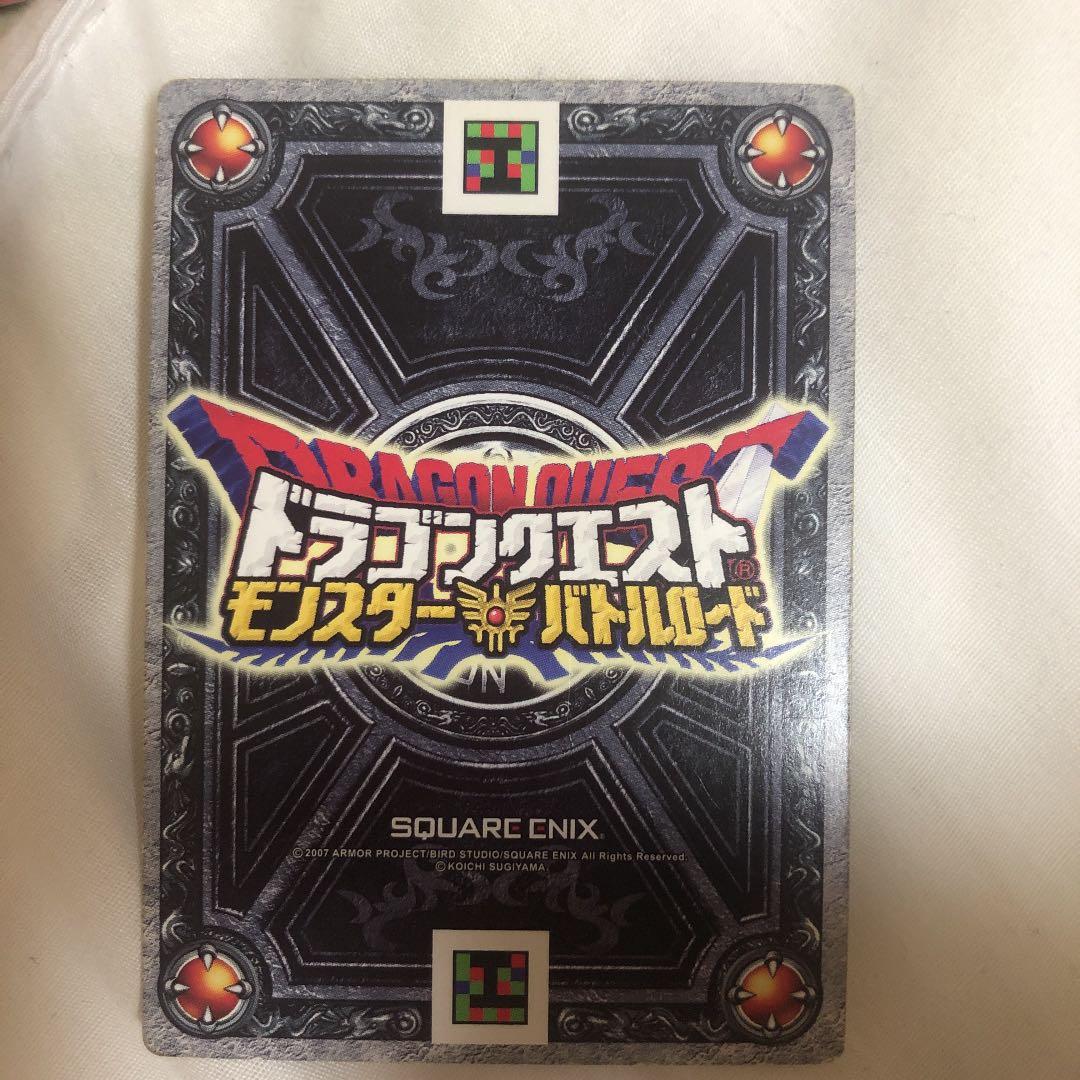 DRAGON QUEST
ドラゴンクエスト®
モンスター バトルロード
SQUARE ENIX®
©2007 ARMOR PROJECT/BIRD STUDIO/SQUARE ENIX All Rights Reserved.
©KOICHI SUGIYAMA.